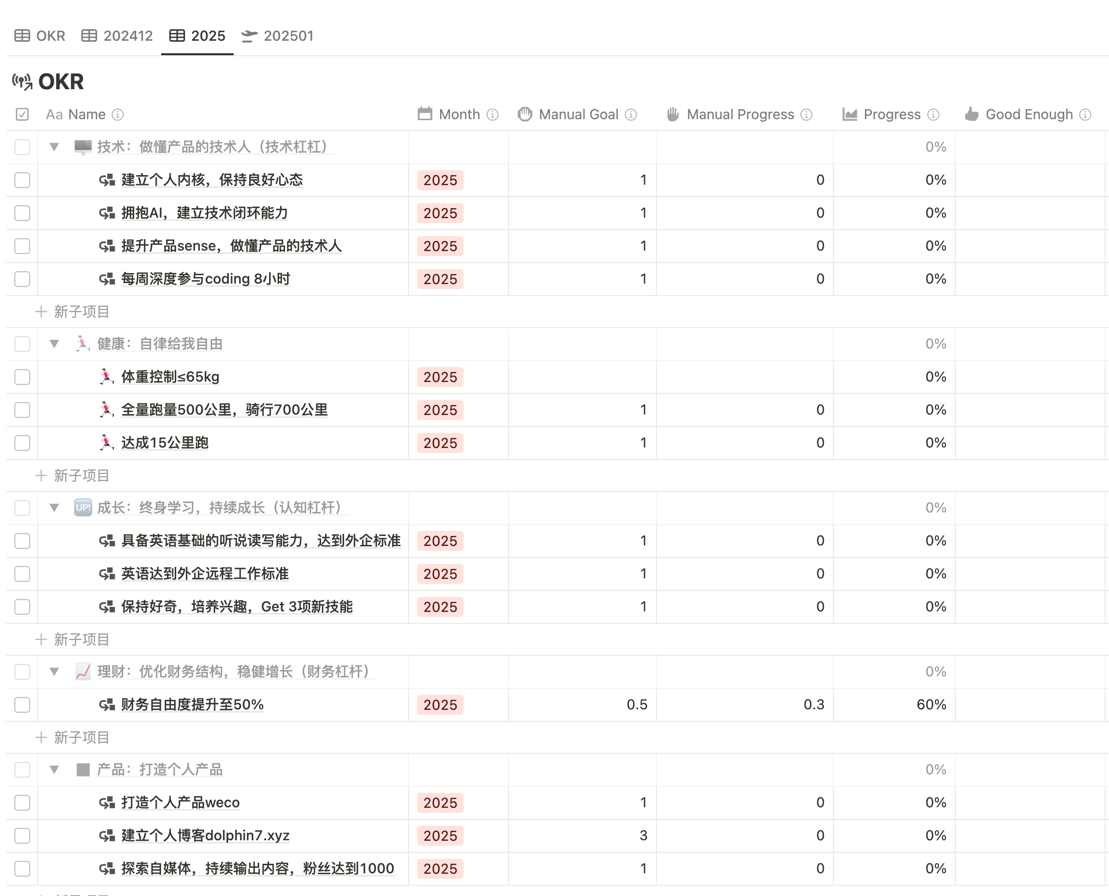 OKR 202412 2025 202501
OKR
Aa Name Month Manual Goal Manual Progress Progress Good Enough
技术：做懂产品的技术人（技术杠杠） 0%
建立个人内核，保持良好心态 2025 1 0 0%
拥抱AI，建立技术闭环能力 2025 1 0 0%
提升产品sense，做懂产品的技术人 2025 1 0 0%
每周深度参与coding 8小时 2025 1 0 0%
新子项目
健康：自律给我自由 0%
体重控制≤65kg 2025 0%
全量跑量500公里，骑行700公里 2025 1 0 0%
达成15公里跑 2025 1 0 0%
新子项目
UP! 成长：终身学习，持续成长（认知杠杆） 0%
具备英语基础的听说读写能力，达到外企标准 2025 1 0 0%
英语达到外企远程工作标准 2025 1 0 0%
保持好奇，培养兴趣，Get 3项新技能 2025 1 0 0%
新子项目
理财：优化财务结构，稳健增长（财务杠杆） 0%
财务自由度提升至50% 2025 0.5 0.3 60%
新子项目
产品：打造个人产品 0%
打造个人产品weco 2025 1 0 0%
建立个人博客dolphin7.xyz 2025 3 0 0%
探索自媒体，持续输出内容，粉丝达到1000 2025 1 0 0%